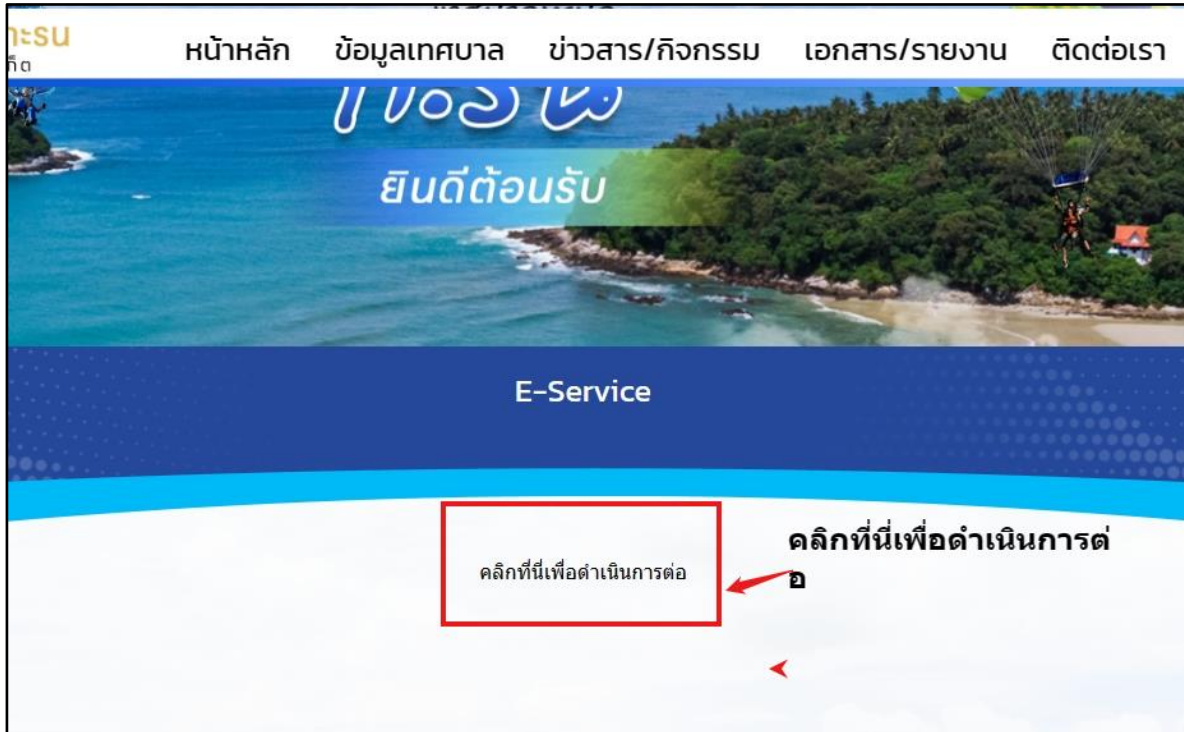 หน้าหลัก ข้อมูลเทศบาล ข่าวสาร/กิจกรรม เอกสาร/รายงาน ติดต่อเรา
กะรน
ยินดีต้อนรับ
E-Service
คลิกที่นี่เพื่อดำเนินการต่อ
คลิกที่นี่เพื่อดำเนินการต่
อ